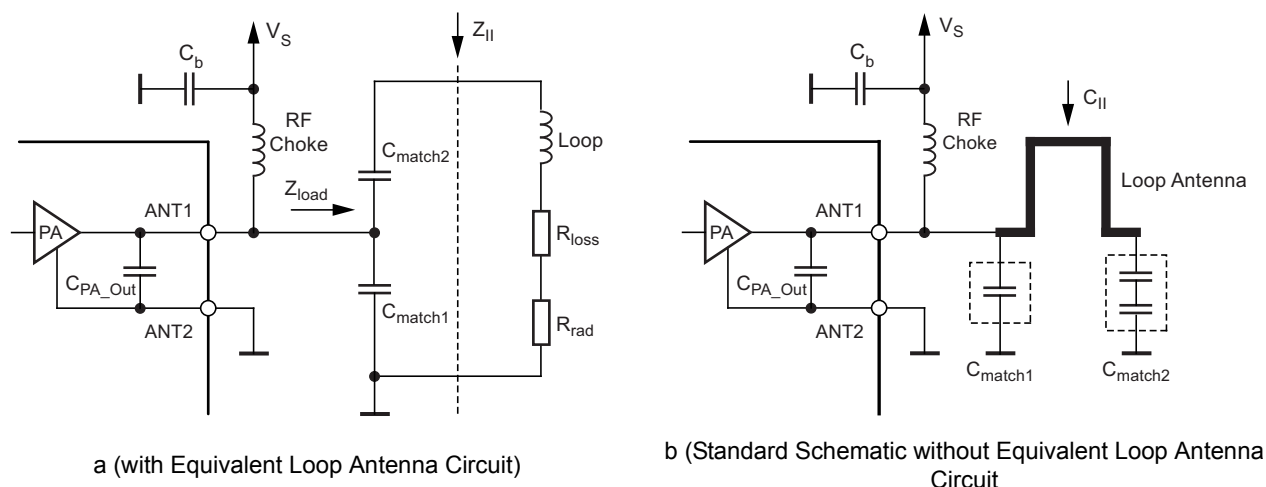 V_S
C_b
RF
Choke
Z_II
Loop
C_match2
Z_load
PA
ANT1
C_PA_Out
ANT2
C_match1
R_loss
R_rad
a (with Equivalent Loop Antenna Circuit)
V_S
C_b
RF
Choke
C_II
Loop Antenna
PA
ANT1
C_PA_Out
ANT2
C_match1
C_match2
b (Standard Schematic without Equivalent Loop Antenna
Circuit